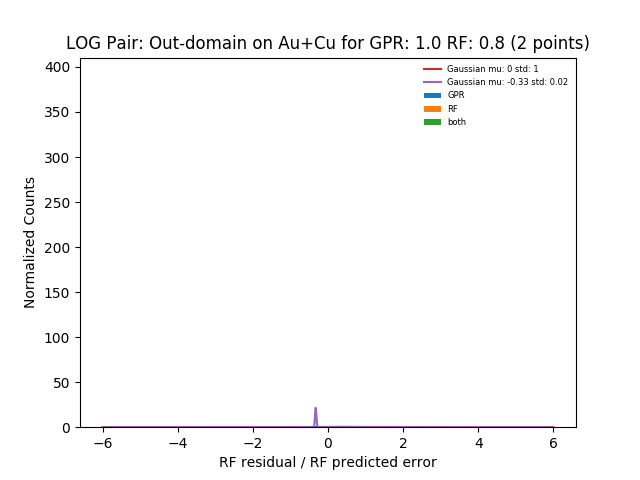 LOG Pair: Out-domain on Au+Cu for GPR: 1.0 RF: 0.8 (2 points)
Gaussian mu: 0 std: 1
Gaussian mu: -0.33 std: 0.02
GPR
RF
both
Normalized Counts
400
350
300
250
200
150
100
50
0
−6 −4 −2 0 2 4 6
RF residual / RF predicted error